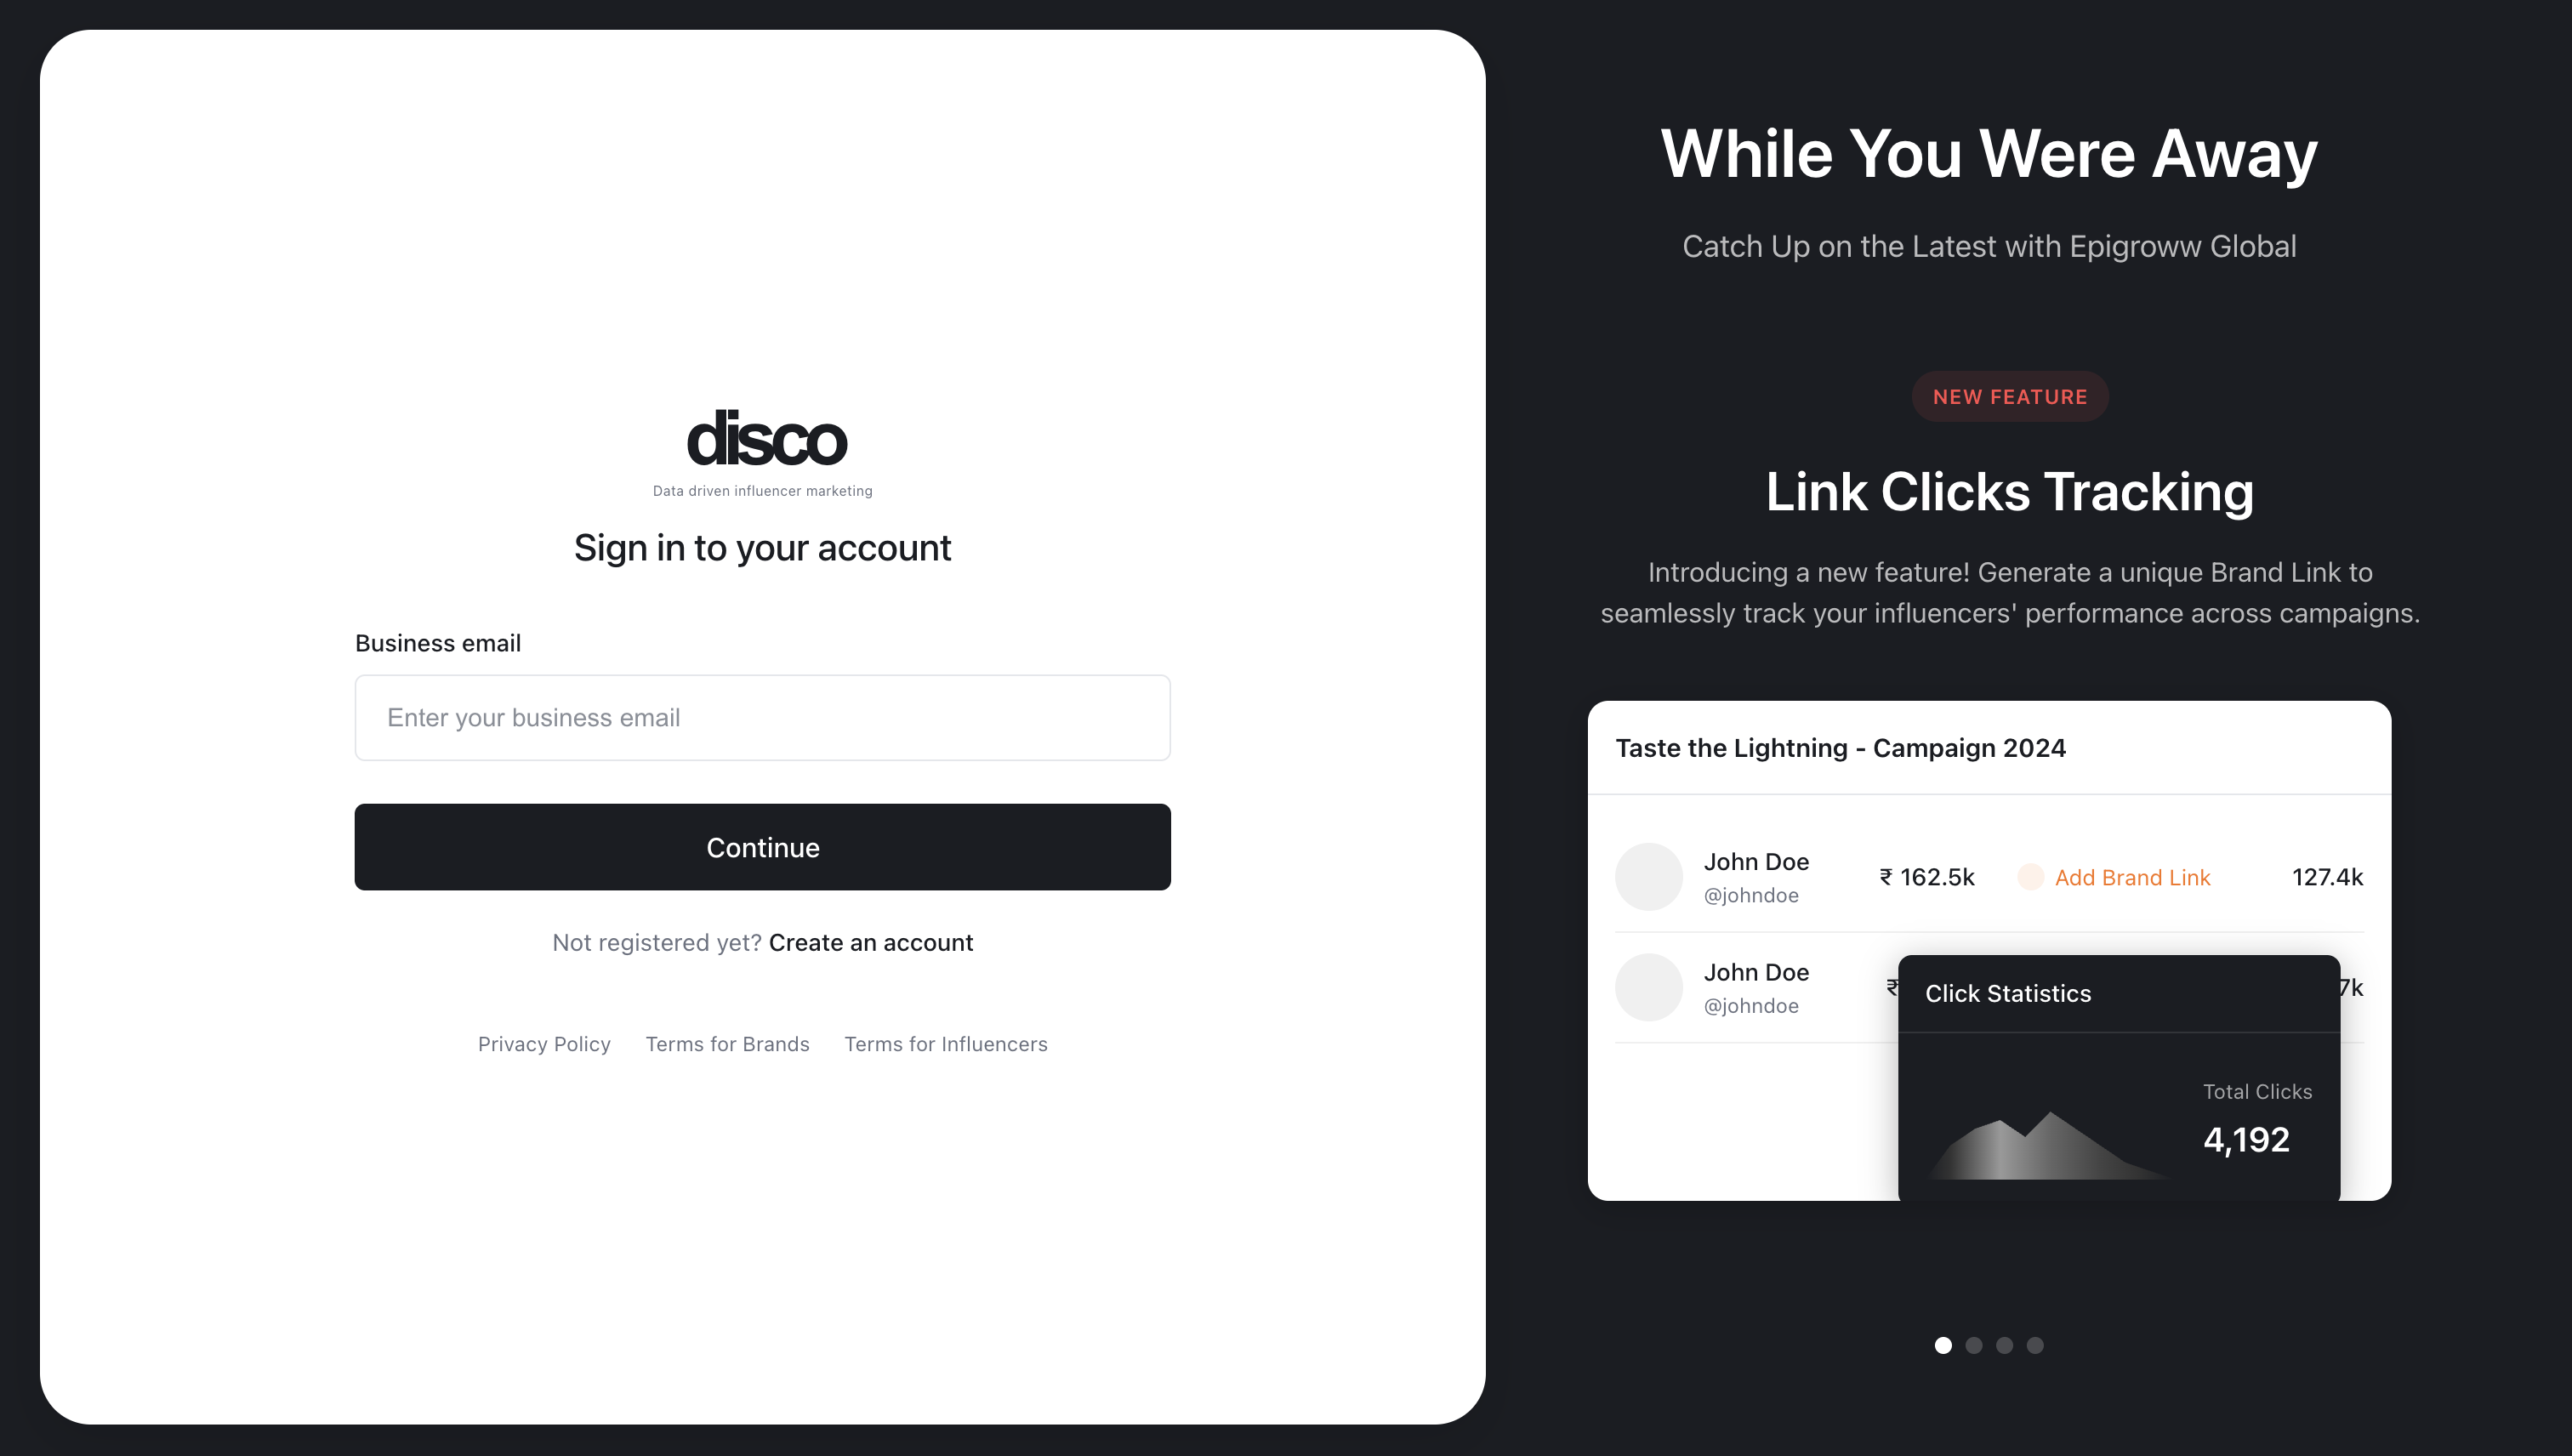 disco
Data driven influencer marketing
Sign in to your account
Business email
Enter your business email
Continue
Not registered yet? Create an account
Privacy Policy Terms for Brands Terms for Influencers
While You Were Away
Catch Up on the Latest with Epigroww Global
NEW FEATURE
Link Clicks Tracking
Introducing a new feature! Generate a unique Brand Link to
seamlessly track your influencers' performance across campaigns.
Taste the Lightning - Campaign 2024
John Doe
@johndoe
₹ 162.5k
Add Brand Link
127.4k
John Doe
@johndoe
₹
7k
Click Statistics
Total Clicks
4,192